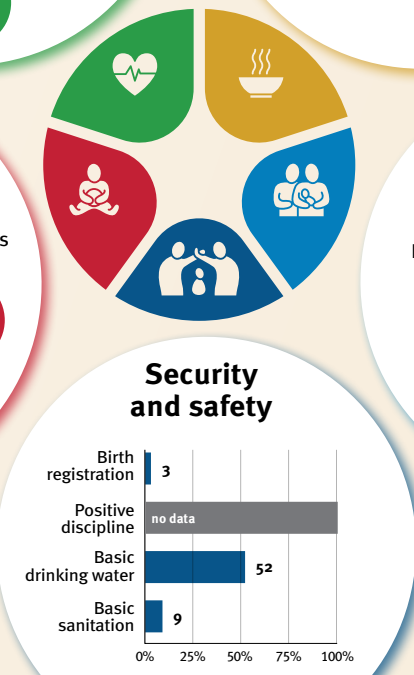 s
Security
and safety
Birth
registration
3
Positive
discipline
no data
Basic
drinking water
52
Basic
sanitation
9
0% 25% 50% 75% 100%